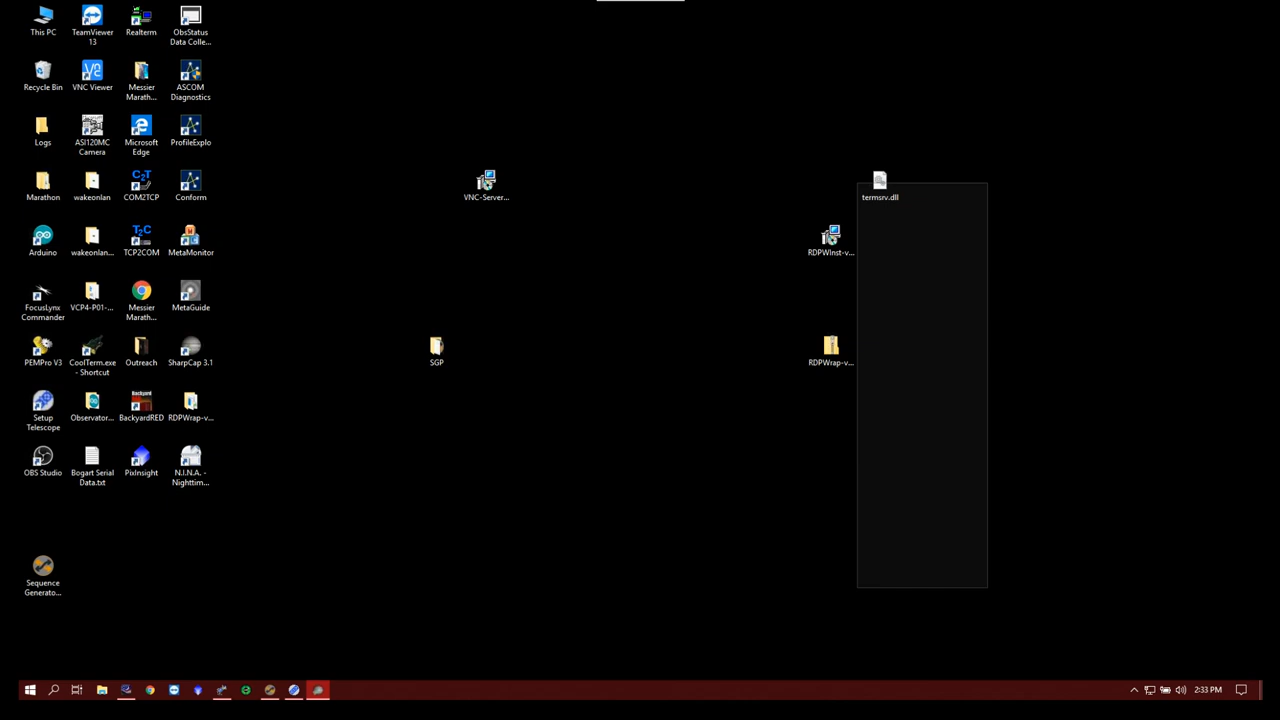 This PC
TeamViewer
13
Realterm
ObsStatus
Data Colle...
Recycle Bin
VNC Viewer
Messier
Marath...
ASCOM
Diagnostics
Logs
ASI120MC
Camera
Microsoft
Edge
ProfileExplo
Marathon
wakeonlan
COM2TCP
Conform
VNC-Server...
termsrv.dll
Arduino
wakeonlan...
TCP2COM
MetaMonitor
RDPWInst-v...
FocusLynx
Commander
VCP4-P01-...
Messier
Marath...
MetaGuide
PEMPro V3
CoolTerm.exe
- Shortcut
Outreach
SharpCap 3.1
SGP
RDPWrap-v...
Setup
Telescope
Observator...
BackyardRED
RDPWrap-v...
OBS Studio
Bogart Serial
Data.txt
PixInsight
N.I.N.A. -
Nighttim...
Sequence
Generato...
2:33 PM